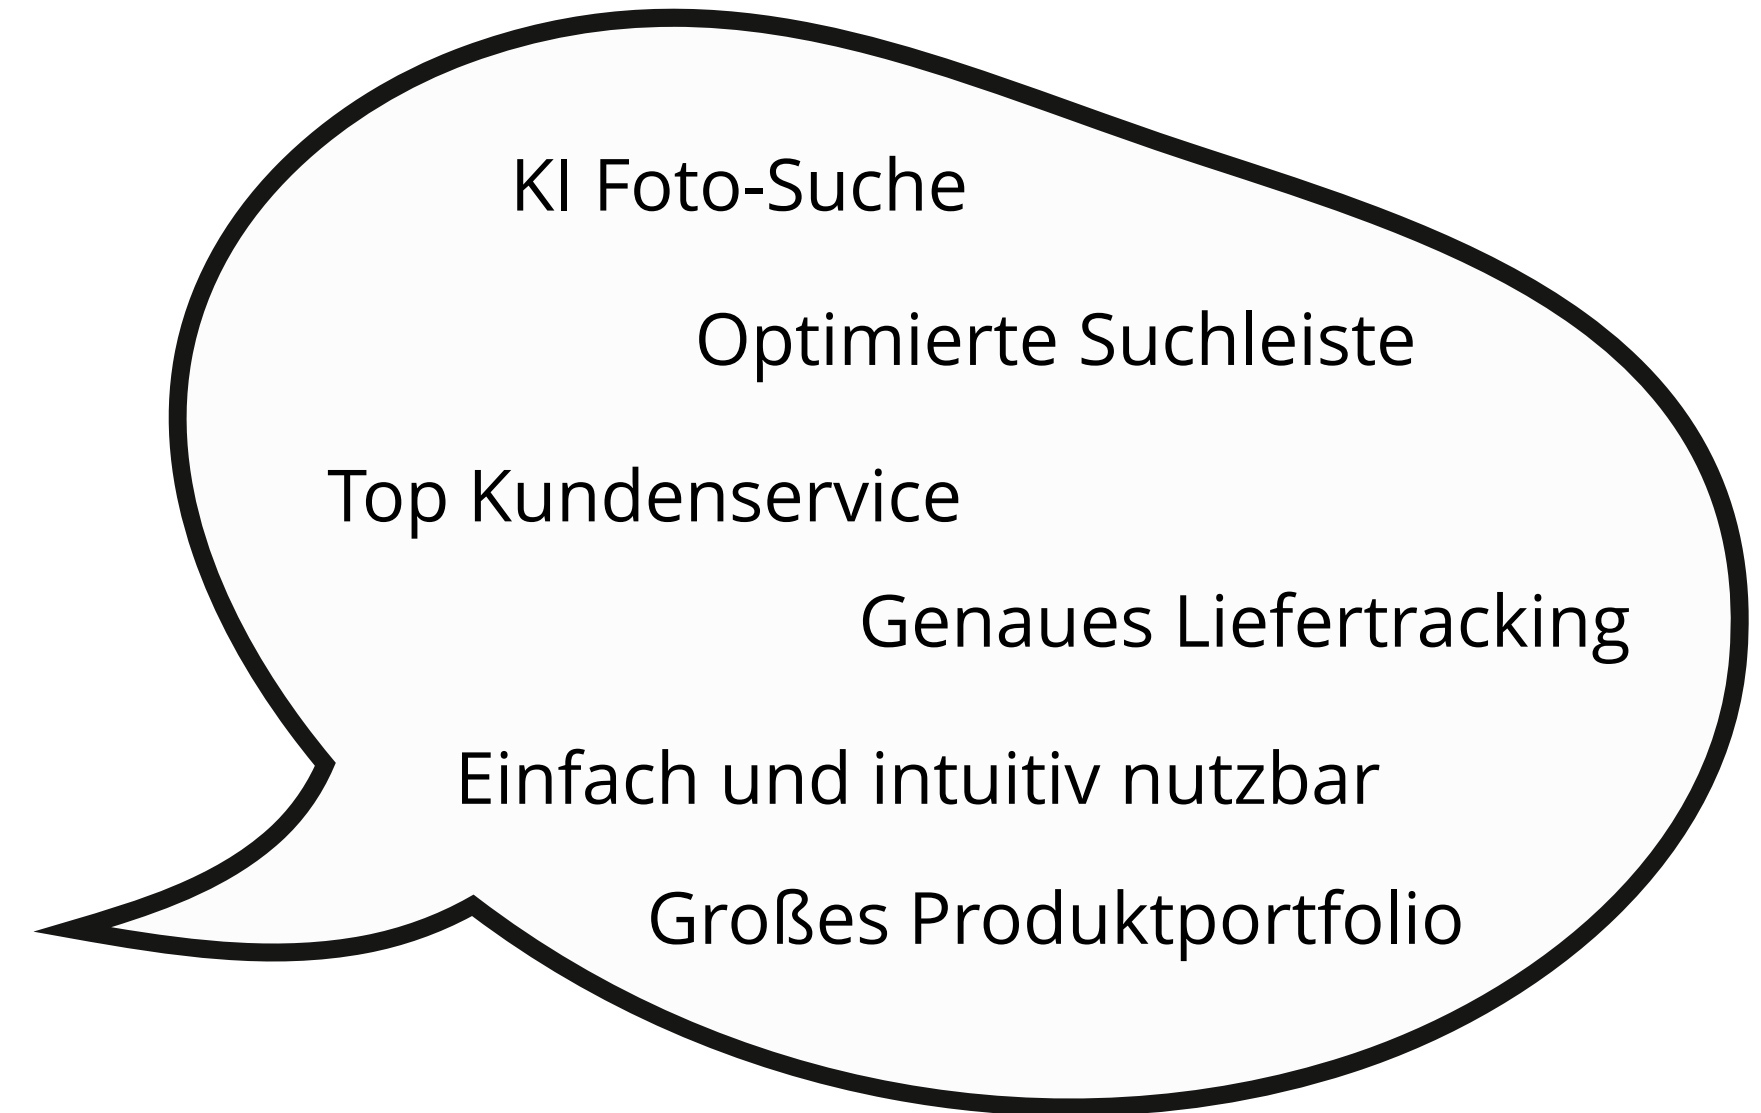 KI Foto-Suche
Optimierte Suchleiste
Top Kundenservice
Genaues Liefertracking
Einfach und intuitiv nutzbar
Großes Produktportfolio